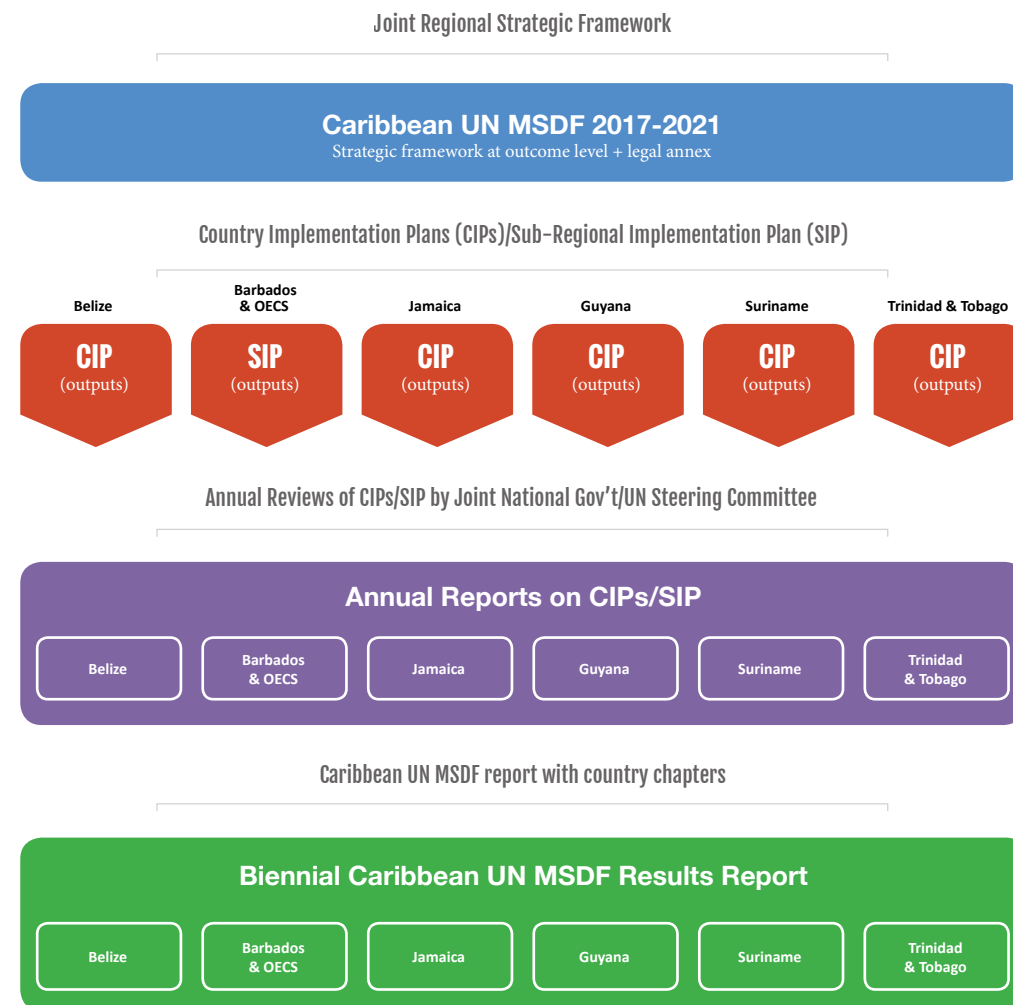 Joint Regional Strategic Framework
Caribbean UN MSDF 2017-2021
Strategic framework at outcome level + legal annex
Country Implementation Plans (CIPs)/Sub-Regional Implementation Plan (SIP)
Belize
Barbados
& OECS
Jamaica
Guyana
Suriname
Trinidad & Tobago
CIP
(outputs)
SIP
(outputs)
CIP
(outputs)
CIP
(outputs)
CIP
(outputs)
CIP
(outputs)
Annual Reviews of CIPs/SIP by Joint National Gov't/UN Steering Committee
Annual Reports on CIPs/SIP
Belize
Barbados
& OECS
Jamaica
Guyana
Suriname
Trinidad
& Tobago
Caribbean UN MSDF report with country chapters
Biennial Caribbean UN MSDF Results Report
Belize
Barbados
& OECS
Jamaica
Guyana
Suriname
Trinidad
& Tobago